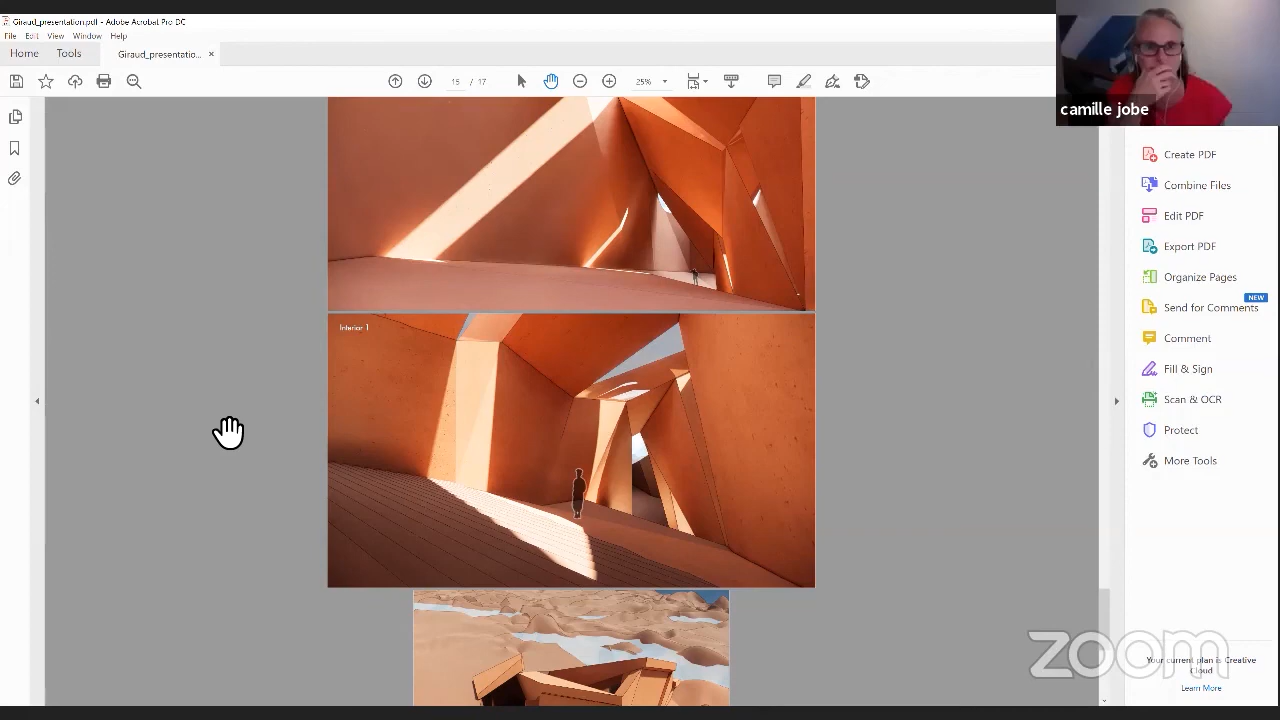 Giraud_presentation.pdf - Adobe Acrobat Pro DC
File Edit View Window Help
Home Tools Giraud_presentatio... ×
15 / 17 25%
camille jobe
Create PDF
Combine Files
Edit PDF
Export PDF
Organize Pages
NEW
Send for Comments
Comment
Fill & Sign
Scan & OCR
Protect
More Tools
Interior 1
zoom
Your current plan is Creative
Cloud
Learn More